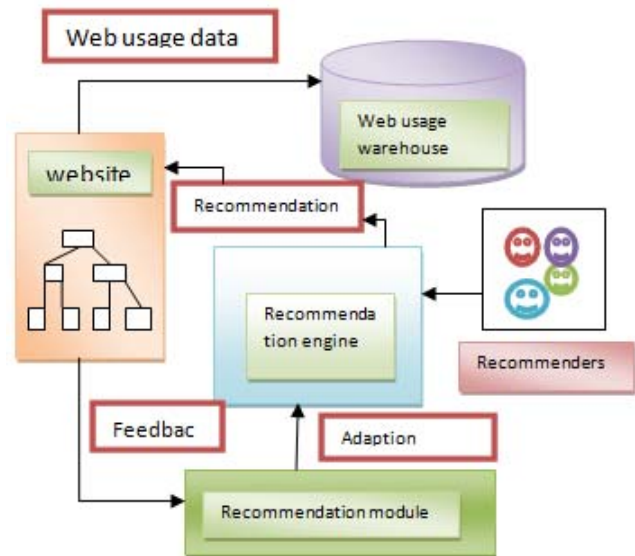 Web usage data
Web usage
warehouse
website
Recommendation
Recommenda
tion engine
Recommenders
Feedbac
Adaption
Recommendation module